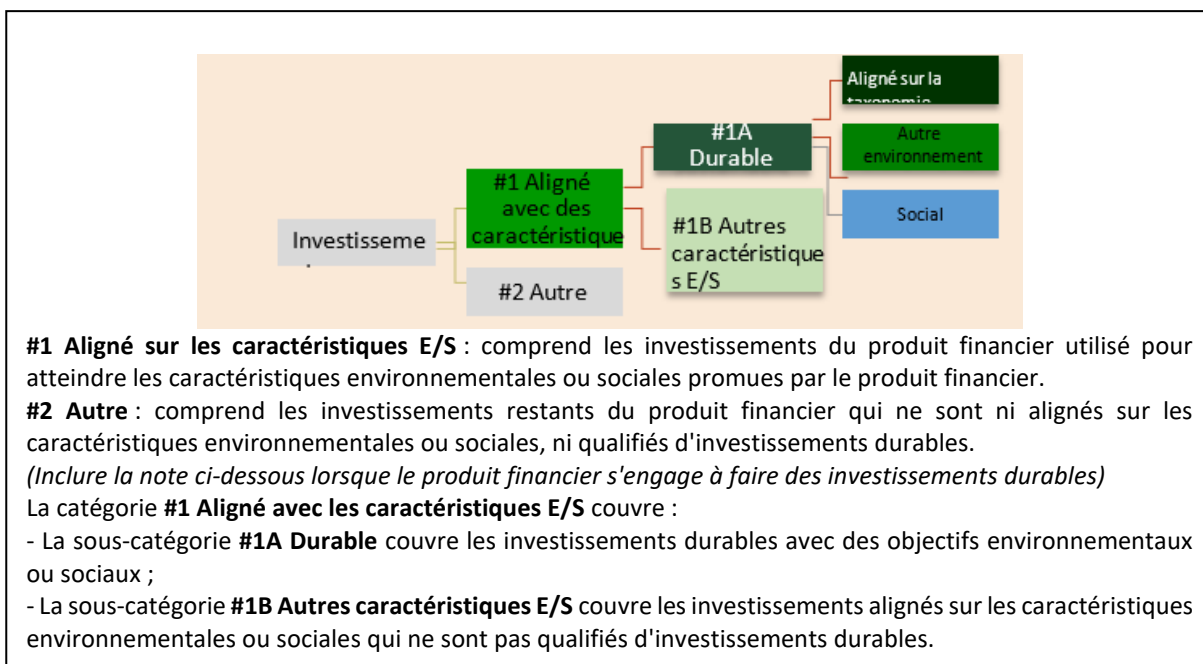 Aligné sur la
taxonomie
#1A
Durable
Autre
environnement
#1 Aligné
avec des
caractéristique
Social
#1B Autres
caractéristique
s E/S
Investisseme
#2 Autre
#1 Aligné sur les caractéristiques E/S : comprend les investissements du produit financier utilisé pour
atteindre les caractéristiques environnementales ou sociales promues par le produit financier.
#2 Autre : comprend les investissements restants du produit financier qui ne sont ni alignés sur les
caractéristiques environnementales ou sociales, ni qualifiés d'investissements durables.
(Inclure la note ci-dessous lorsque le produit financier s'engage à faire des investissements durables)
La catégorie #1 Aligné avec les caractéristiques E/S couvre :
- La sous-catégorie #1A Durable couvre les investissements durables avec des objectifs environnementaux
ou sociaux ;
- La sous-catégorie #1B Autres caractéristiques E/S couvre les investissements alignés sur les caractéristiques
environnementales ou sociales qui ne sont pas qualifiés d'investissements durables.